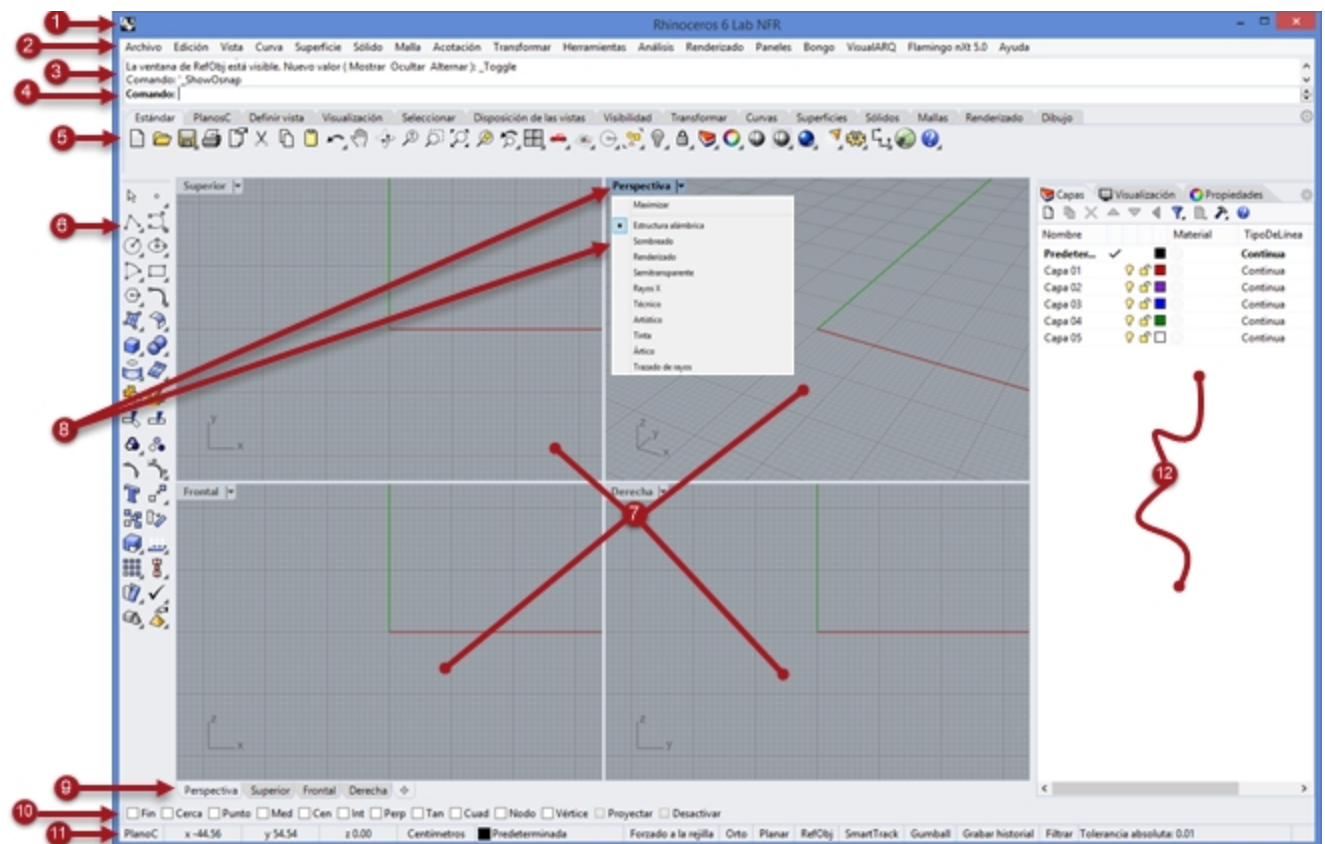 1
Rhinoceros 6 Lab NFR
2
Archivo Edición Vista Curva Superficie Sólido Malla Acotación Transformar Herramientas Análisis Renderizado Paneles Bongo VisualARQ Flamingo nXt 5.0 Ayuda
3
La ventana de RefObj está visible. Nuevo valor ( Mostrar Ocultar Alternar ): _Toggle
Comando: '_ShowOsnap
4
Comando:
Estándar PlanosC Definir vista Visualización Seleccionar Disposición de las vistas Visibilidad Transformar Curvas Superficies Sólidos Mallas Renderizado Dibujo
5
Superior
Perspectiva
Maximizar
Estructura alámbrica
Sombreado
Renderizado
Semitransparente
Rayos X
Técnico
Artístico
Tinta
Ártico
Trazado de rayos
Capas Visualización Propiedades
Nombre Material TipoDeLínea
Predeter... Continua
Capa 01 Continua
Capa 02 Continua
Capa 03 Continua
Capa 04 Continua
Capa 05 Continua
6
8
y
x
z
y
x
12
Frontal
Derecha
7
z
x
z
y
9
Perspectiva Superior Frontal Derecha
10
Fin Cerca Punto Med Cen Int Perp Tan Cuad Nodo Vértice Proyectar Desactivar
11
PlanoC x -44.56 y 54.54 z 0.00 Centímetros Predeterminada Forzado a la rejilla Orto Planar RefObj SmartTrack Gumball Grabar historial Filtrar Tolerancia absoluta: 0.01